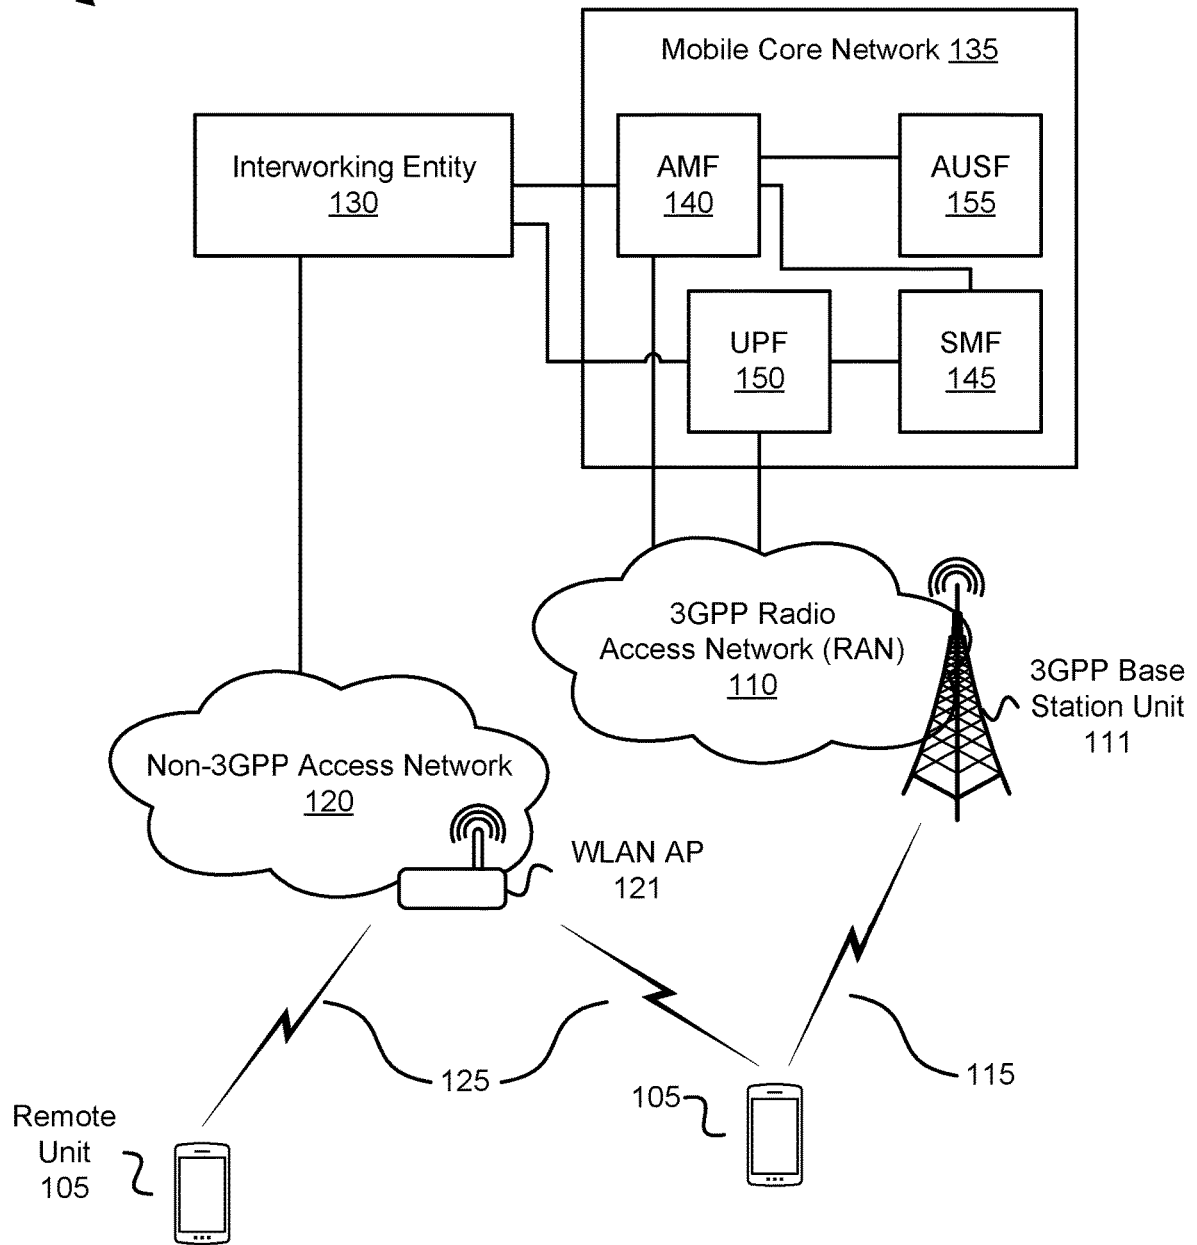 Mobile Core Network 135
Interworking Entity
130
AMF
140
AUSF
155
UPF
150
SMF
145
3GPP Radio
Access Network (RAN)
110
3GPP Base
Station Unit
111
Non-3GPP Access Network
120
WLAN AP
121
125
115
105
Remote
Unit
105